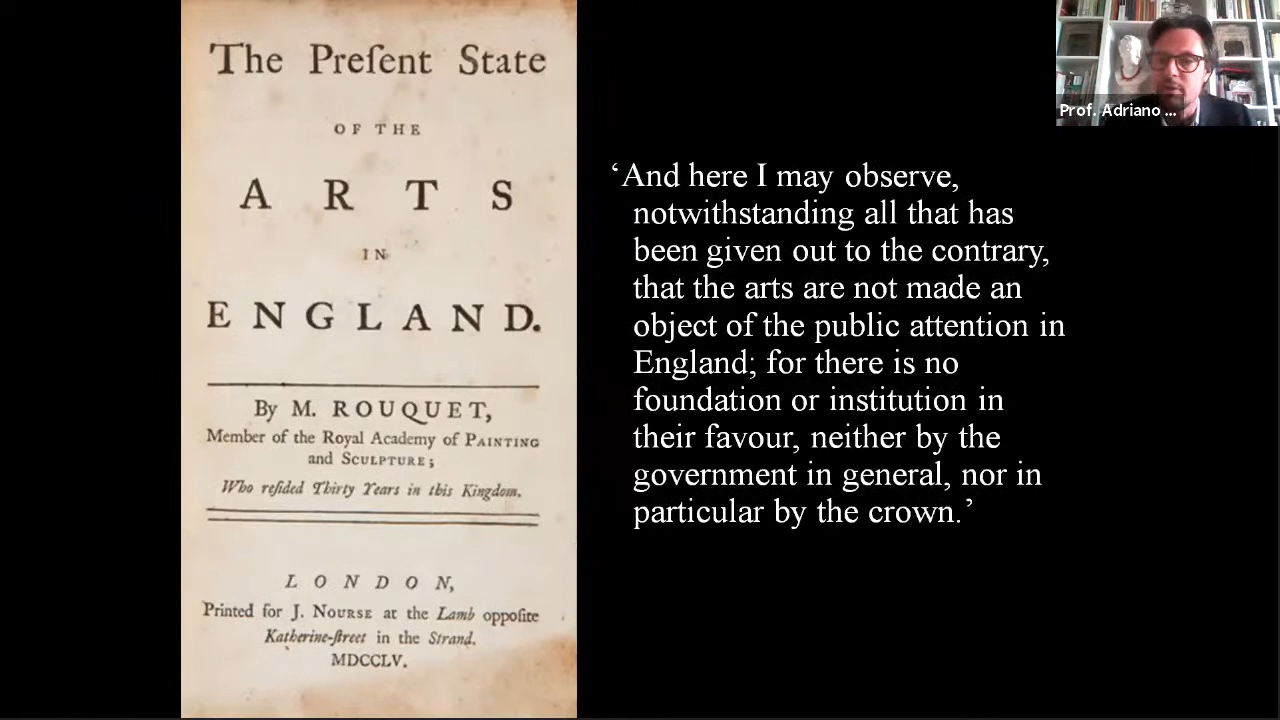 The Preſent State
OF THE
ARTS
IN
ENGLAND.
By M. ROUQUET,
Member of the Royal Academy of PAINTING
and SCULPTURE;
Who reſided Thirty Years in this Kingdom.
LONDON,
Printed for J. NOURSE at the Lamb oppoſite
Katherine-ſtreet in the Strand.
MDCCLV.
‘And here I may observe,
notwithstanding all that has
been given out to the contrary,
that the arts are not made an
object of the public attention in
England; for there is no
foundation or institution in
their favour, neither by the
government in general, nor in
particular by the crown.’
Prof. Adriano ...